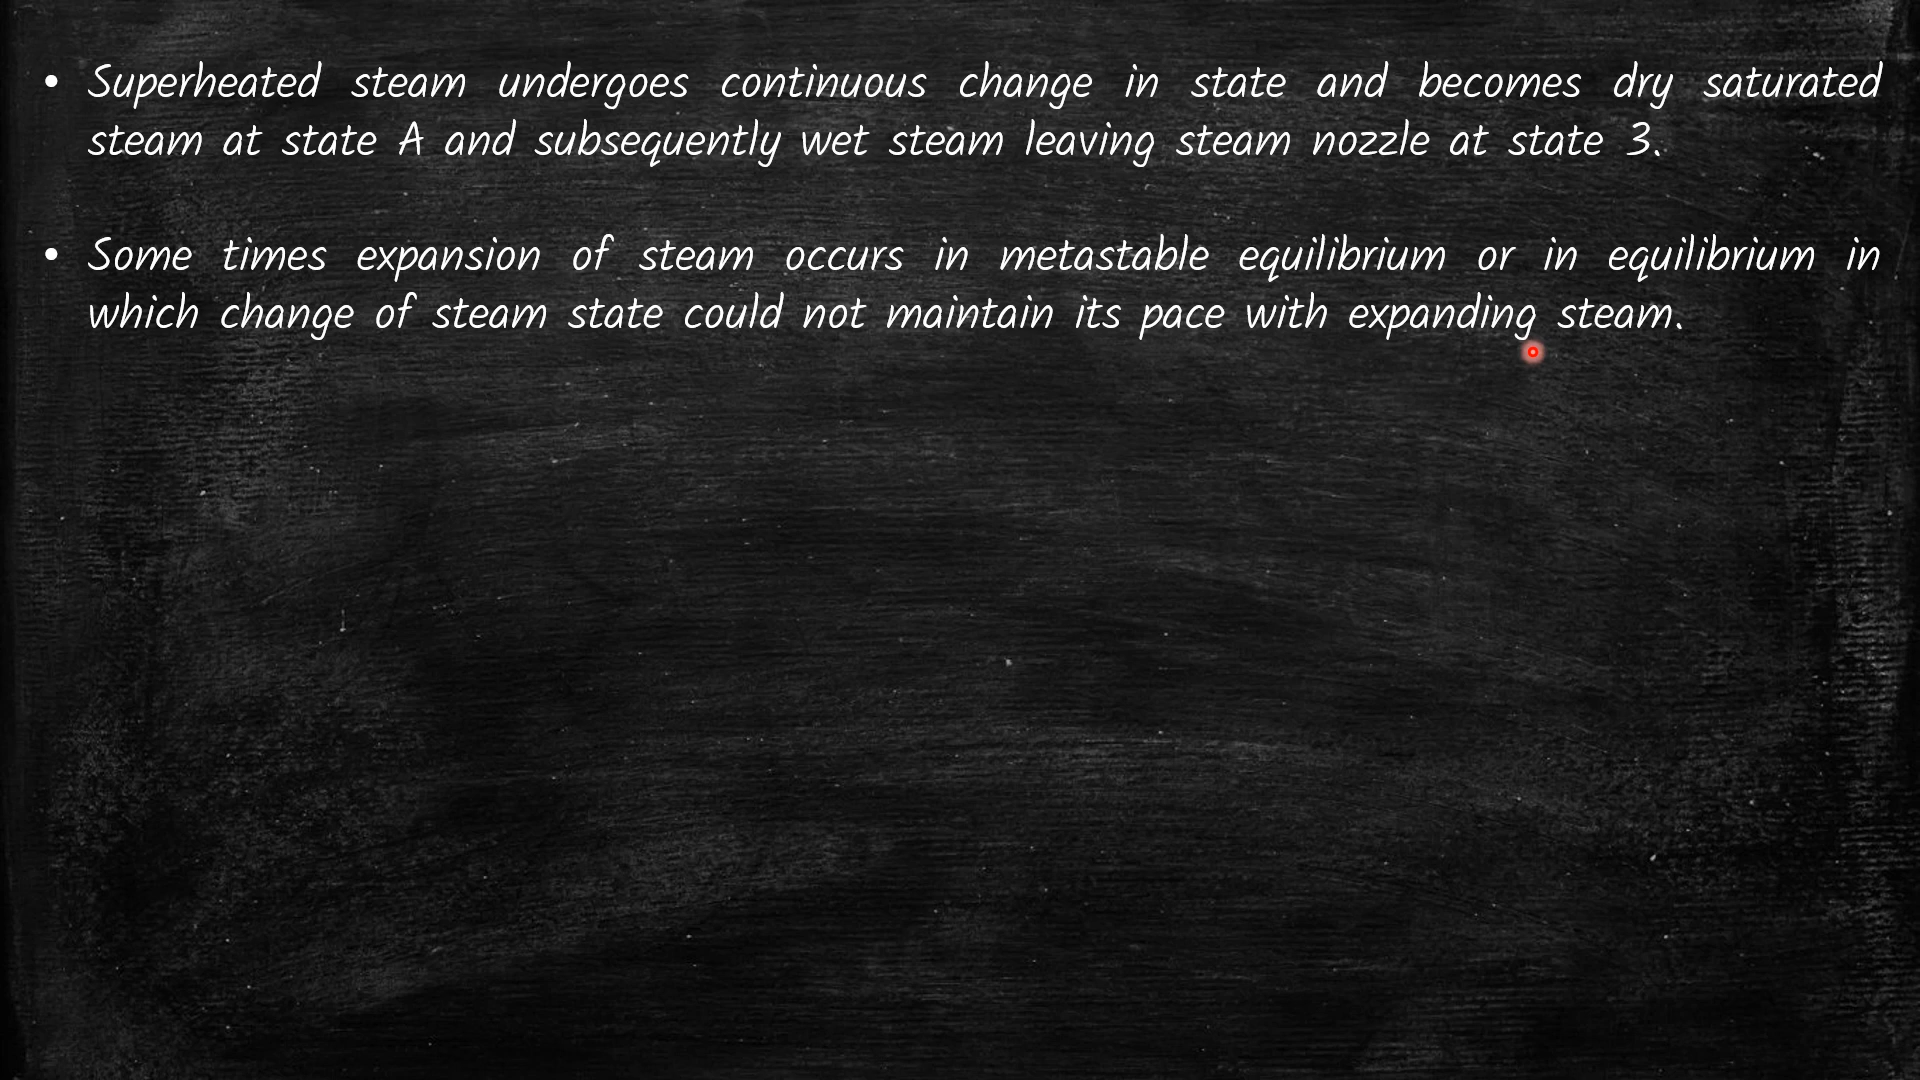 • Superheated steam undergoes continuous change in state and becomes dry saturated
steam at state A and subsequently wet steam leaving steam nozzle at state 3.
• Some times expansion of steam occurs in metastable equilibrium or in equilibrium in
which change of steam state could not maintain its pace with expanding steam.